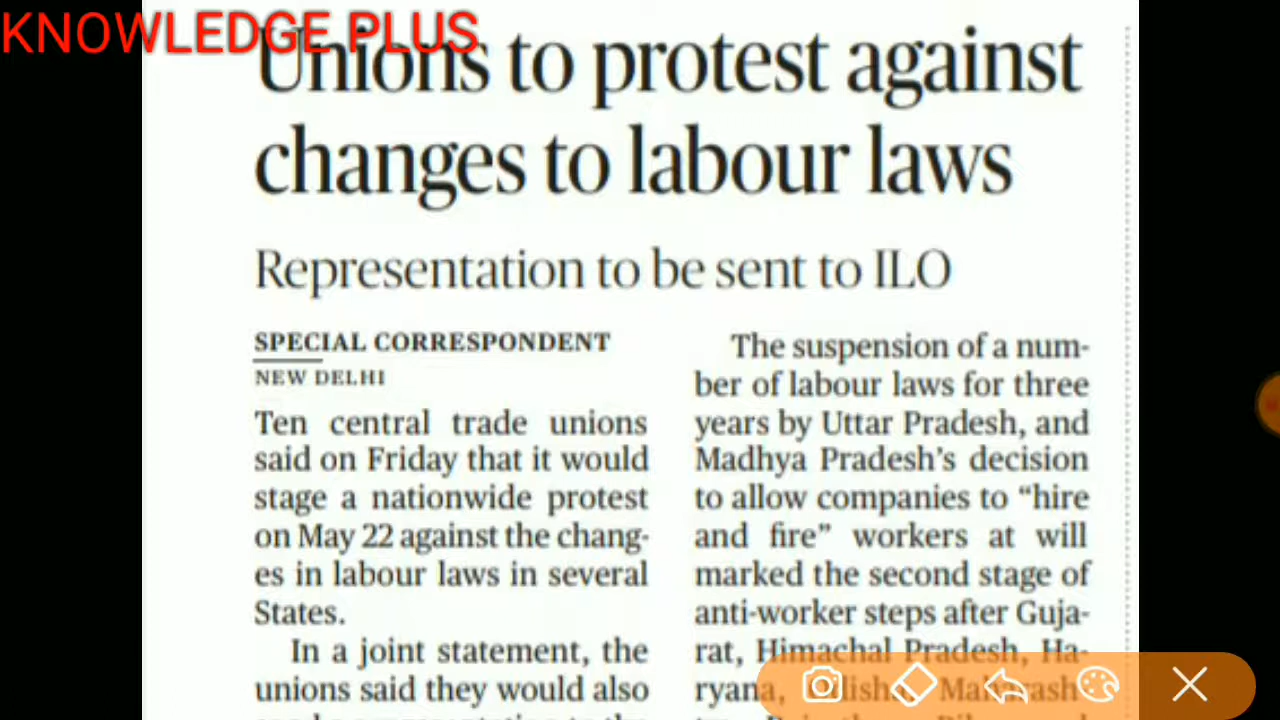 KNOWLEDGE PLUS
Unions to protest against
changes to labour laws
Representation to be sent to ILO
SPECIAL CORRESPONDENT
NEW DELHI
Ten central trade unions
said on Friday that it would
stage a nationwide protest
on May 22 against the chang-
es in labour laws in several
States.
In a joint statement, the
unions said they would also
The suspension of a num-
ber of labour laws for three
years by Uttar Pradesh, and
Madhya Pradesh's decision
to allow companies to “hire
and fire” workers at will
marked the second stage of
anti-worker steps after Guja-
rat, Himachal Pradesh, Ha-
ryana, Odisha, Maharash-